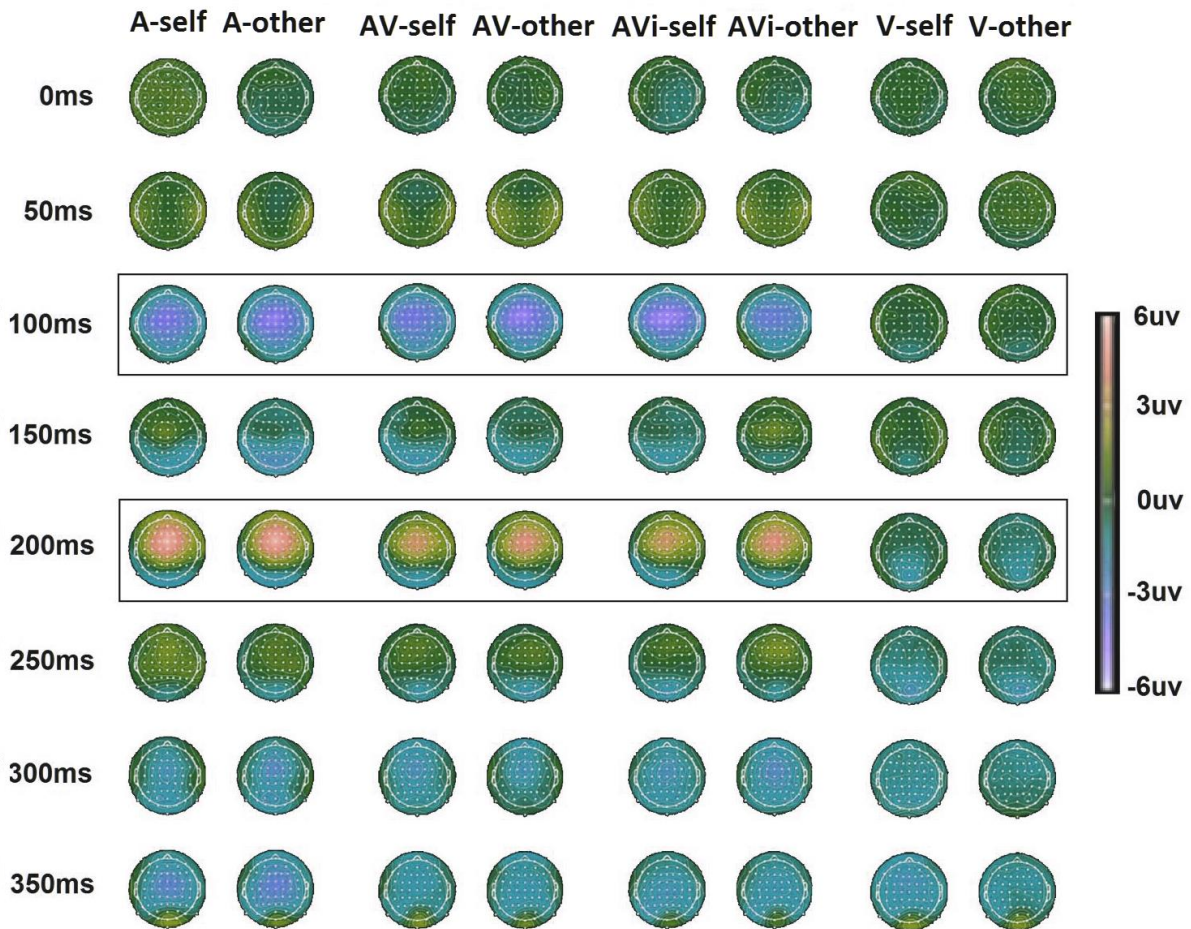 A-self A-other AV-self AV-other AVi-self AVi-other V-self V-other
0ms
50ms
100ms
150ms
200ms
250ms
300ms
350ms
6uv
3uv
0uv
-3uv
-6uv